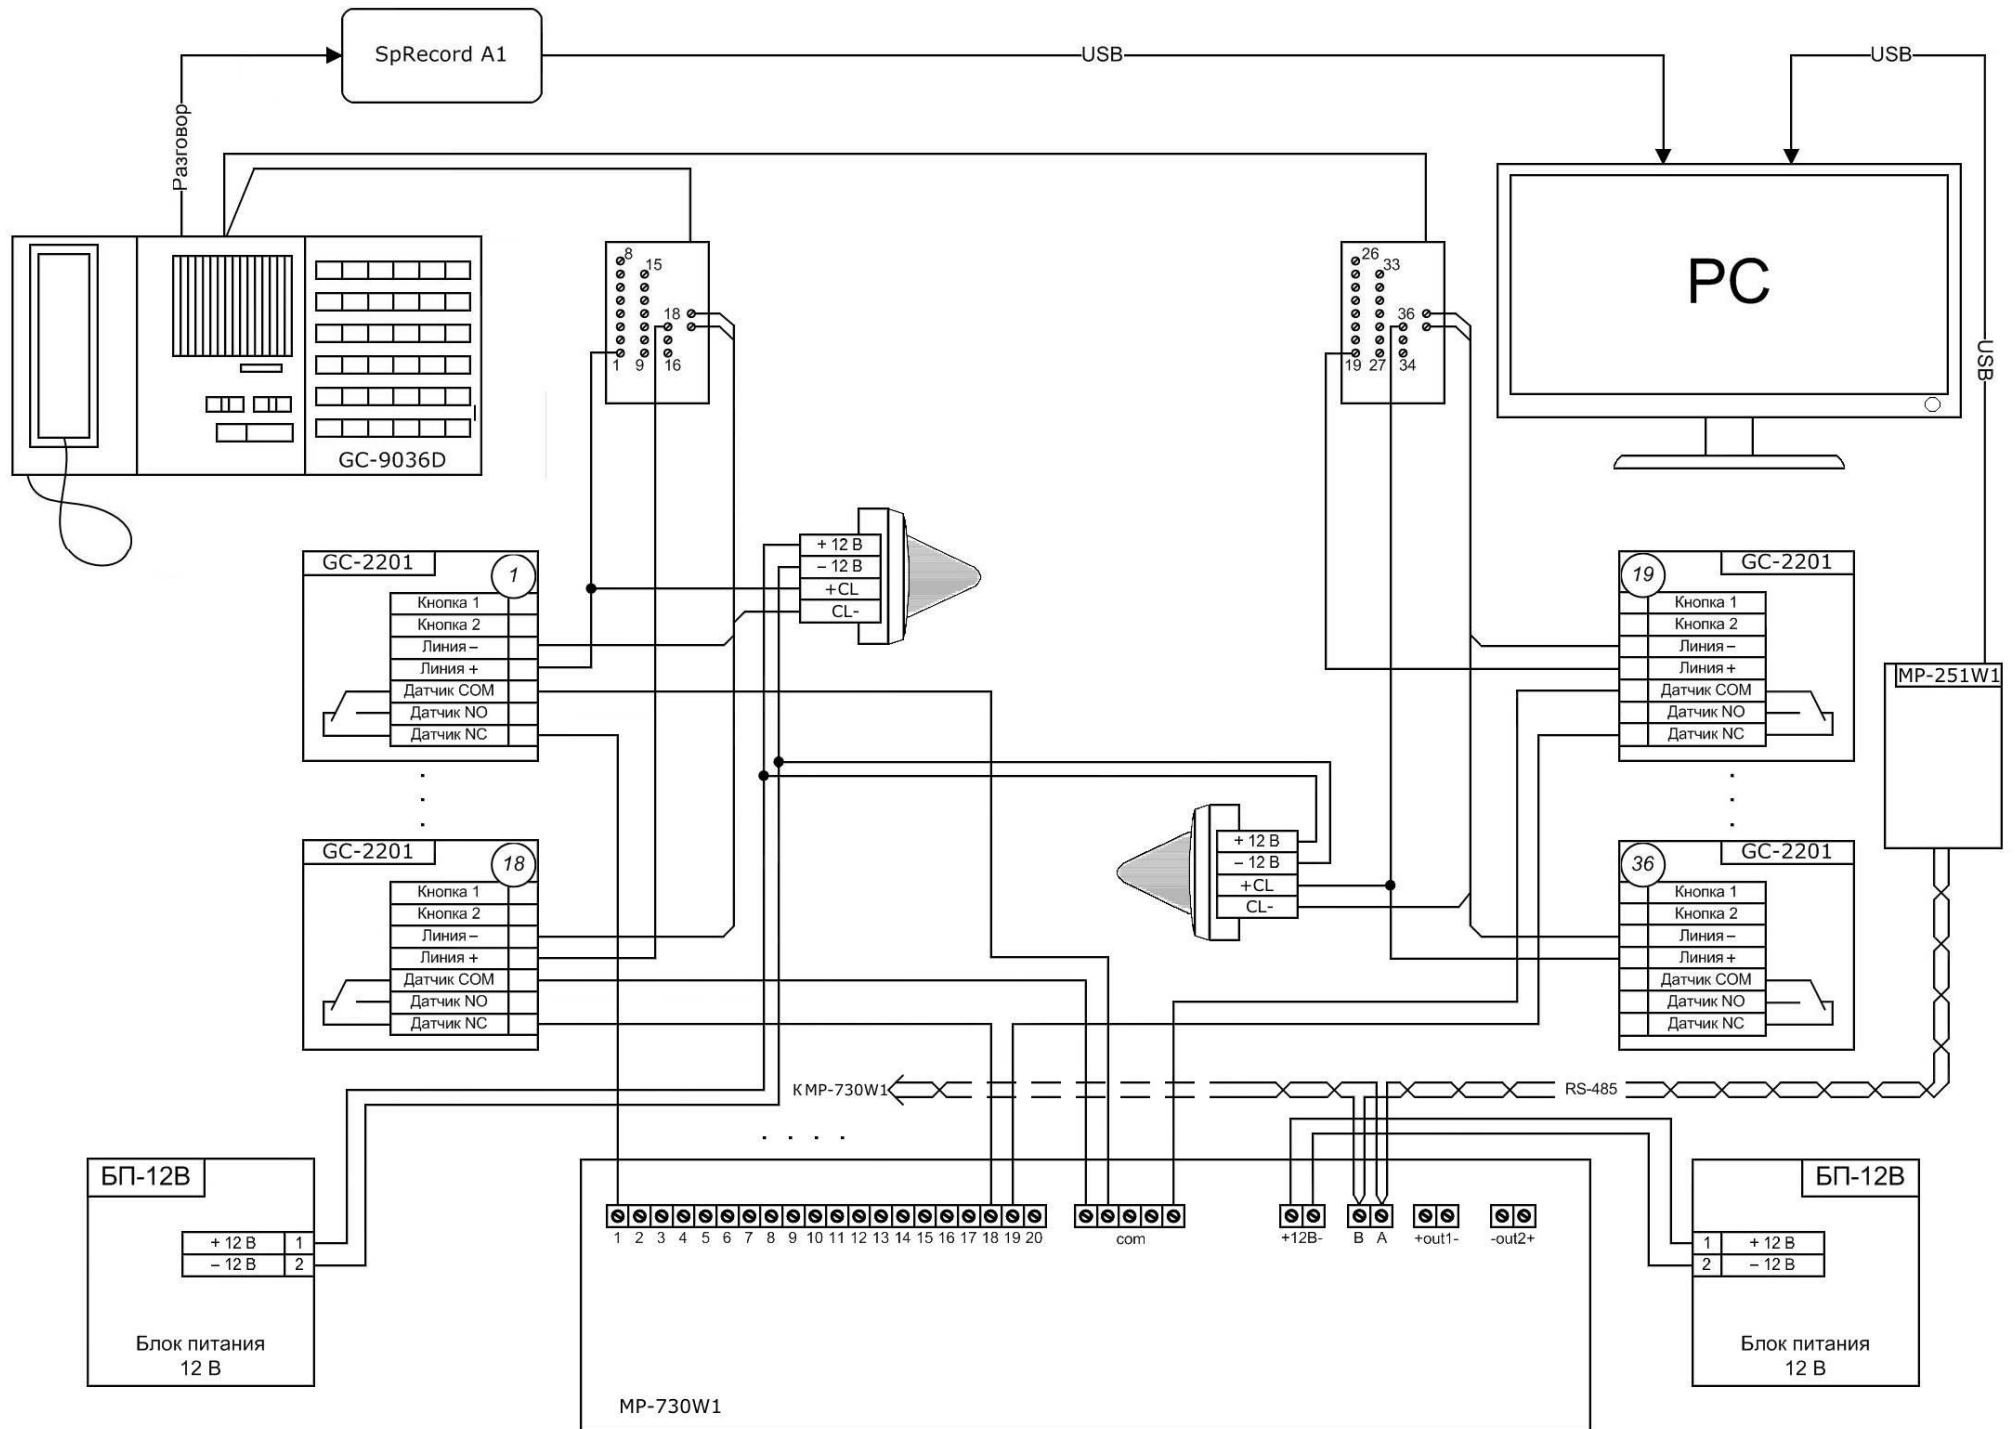 SpRecord A1
USB
USB
Разговор
8
15
18
1 9 16
26
33
36
19 27 34
PC
USB
GC-9036D
GC-2201
1
Кнопка 1
Кнопка 2
Линия –
Линия +
Датчик COM
Датчик NO
Датчик NC
+ 12 В
– 12 В
+CL
CL-
19
GC-2201
Кнопка 1
Кнопка 2
Линия –
Линия +
Датчик COM
Датчик NO
Датчик NC
MP-251W1
GC-2201
18
Кнопка 1
Кнопка 2
Линия –
Линия +
Датчик COM
Датчик NO
Датчик NC
+ 12 В
– 12 В
+CL
CL-
36
GC-2201
Кнопка 1
Кнопка 2
Линия –
Линия +
Датчик COM
Датчик NO
Датчик NC
К MP-730W1
RS-485
БП-12В
+ 12 В 1
– 12 В 2
Блок питания
12 В
1 2 3 4 5 6 7 8 9 10 11 12 13 14 15 16 17 18 19 20
com
+12В-
B A
+out1-
-out2+
MP-730W1
БП-12В
1 + 12 В
2 – 12 В
Блок питания
12 В